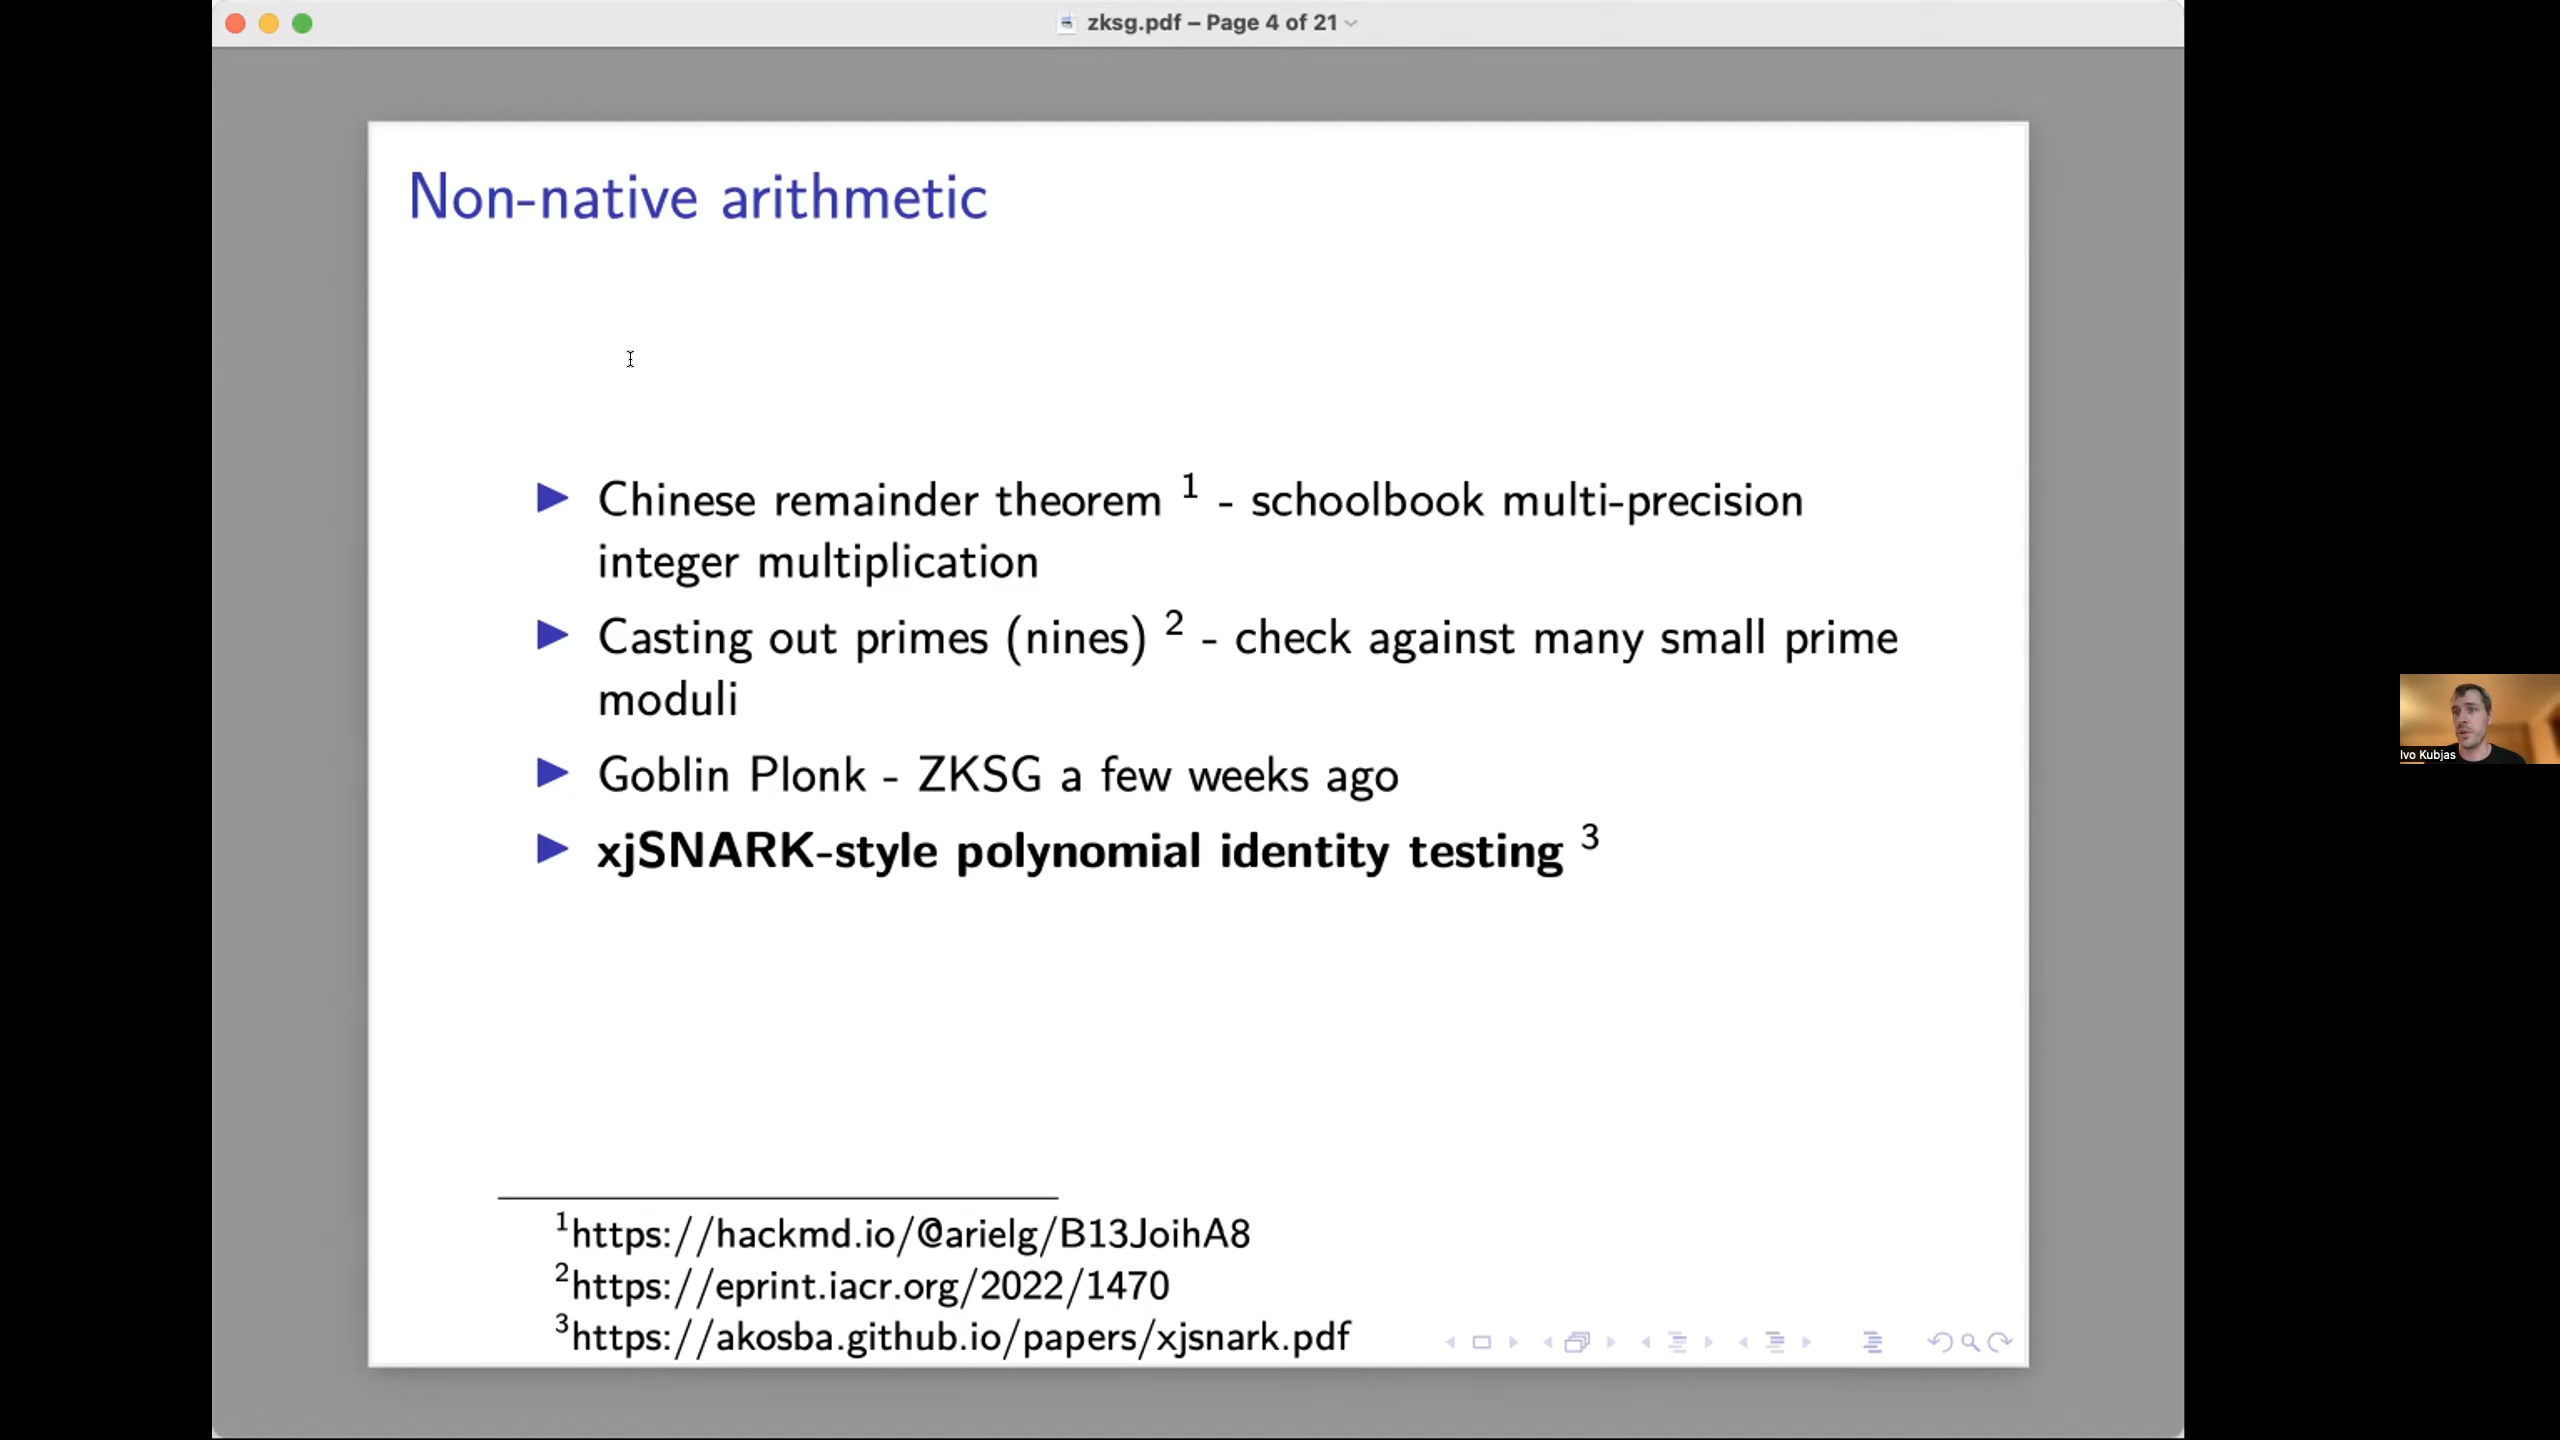 zksg.pdf – Page 4 of 21
Non-native arithmetic
▶ Chinese remainder theorem ¹ - schoolbook multi-precision
integer multiplication
▶ Casting out primes (nines) ² - check against many small prime
moduli
▶ Goblin Plonk - ZKSG a few weeks ago
▶ xjSNARK-style polynomial identity testing ³
Ivo Kubjas
¹https://hackmd.io/@arielg/B13JoihA8
²https://eprint.iacr.org/2022/1470
³https://akosba.github.io/papers/xjsnark.pdf